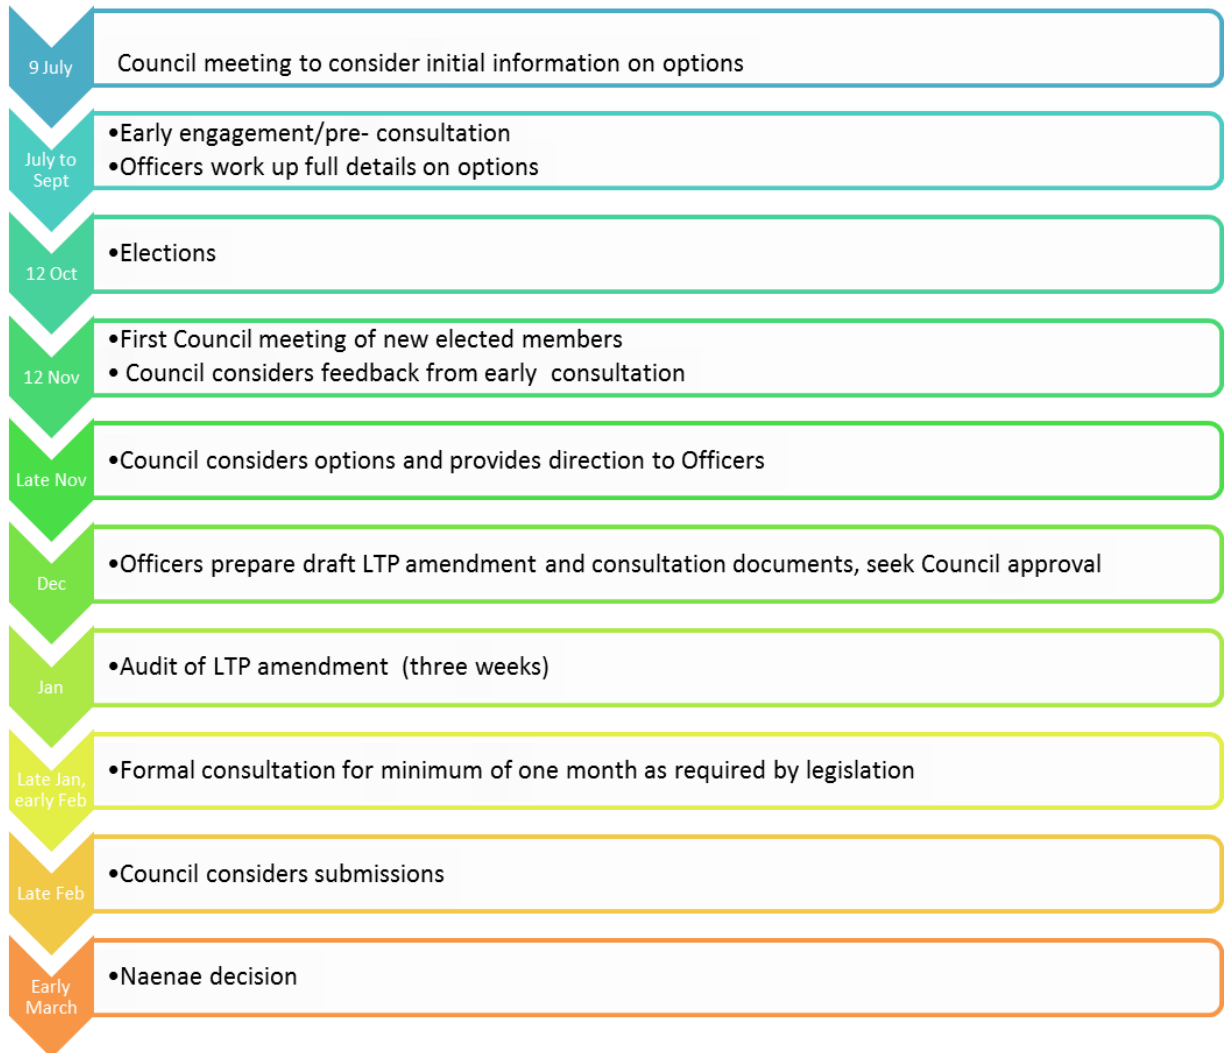 9 July
Council meeting to consider initial information on options
July to
Sept
•Early engagement/pre- consultation
•Officers work up full details on options
12 Oct
•Elections
12 Nov
•First Council meeting of new elected members
• Council considers feedback from early  consultation
Late Nov
•Council considers options and provides direction to Officers
Dec
•Officers prepare draft LTP amendment and consultation documents, seek Council approval
Jan
•Audit of LTP amendment  (three weeks)
Late Jan,
early Feb
•Formal consultation for minimum of one month as required by legislation
Late Feb
•Council considers submissions
Early
March
•Naenae decision